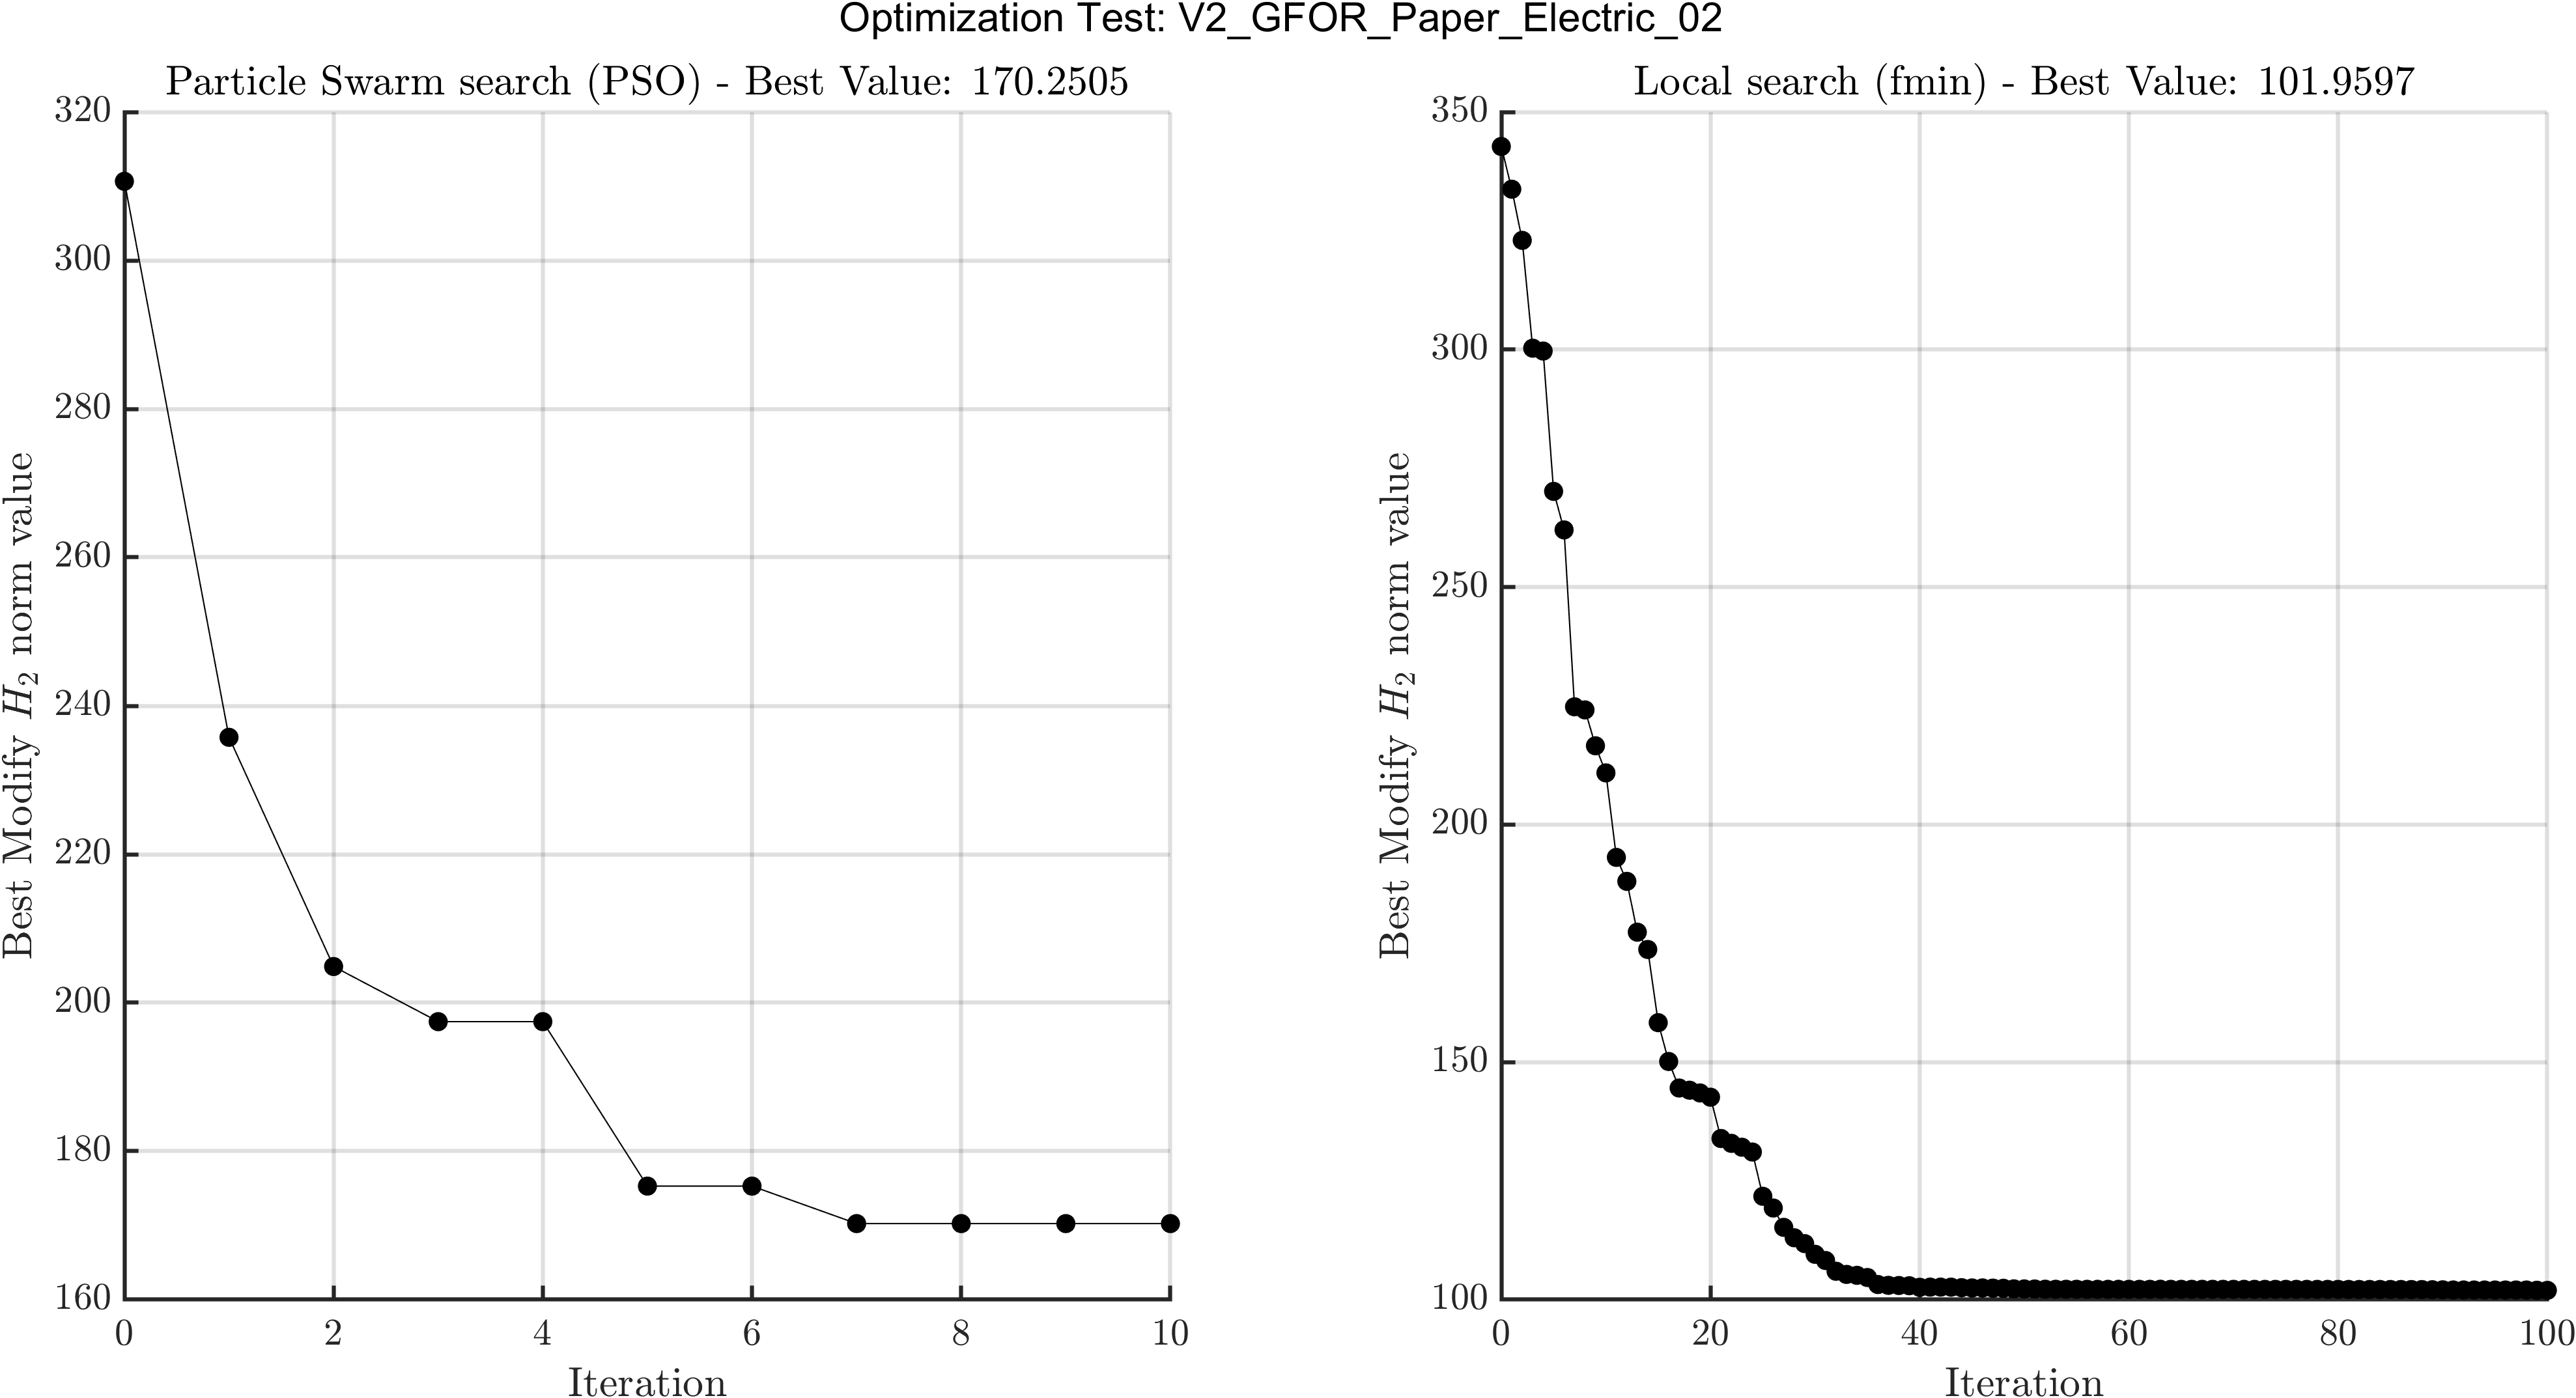 Optimization Test: V2_GFOR_Paper_Electric_02
Particle Swarm search (PSO) - Best Value: 170.2505
320
300
280
260
240
220
200
180
160
0 2 4 6 8 10
Iteration
Best Modify H₂ norm value
Local search (fmin) - Best Value: 101.9597
350
300
250
200
150
100
0 20 40 60 80 100
Iteration
Best Modify H₂ norm value